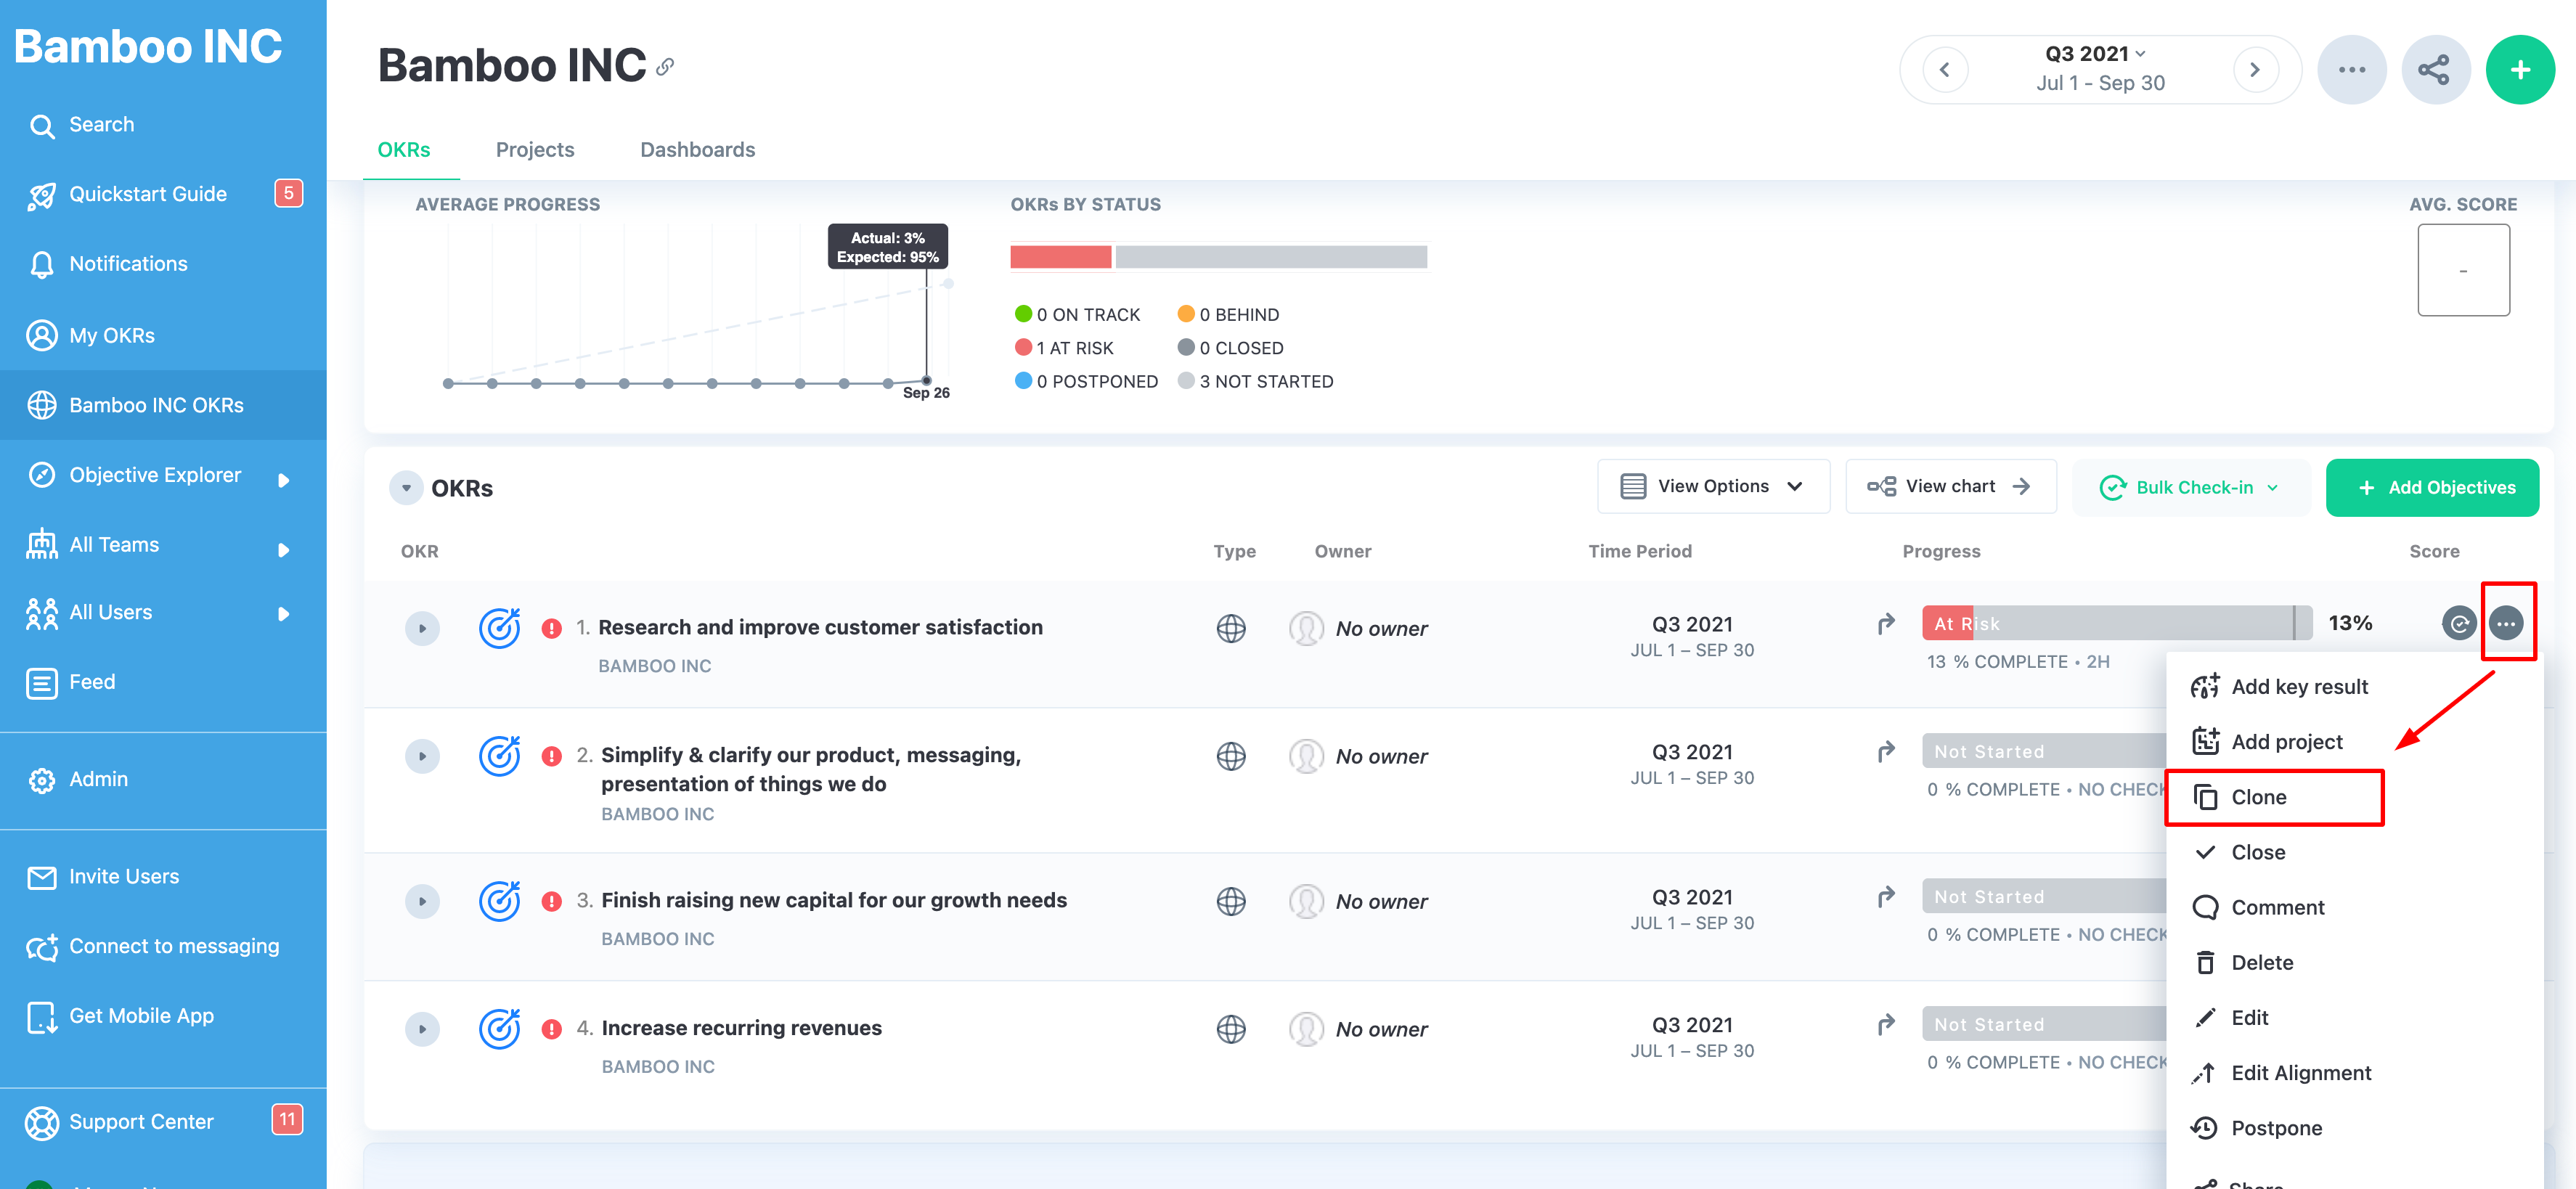 Bamboo INC
Search
Quickstart Guide 5
Notifications
My OKRs
Bamboo INC OKRs
Objective Explorer
All Teams
All Users
Feed
Admin
Invite Users
Connect to messaging
Get Mobile App
Support Center 11
Bamboo INC
Q3 2021
Jul 1 - Sep 30
OKRs Projects Dashboards
AVERAGE PROGRESS
Actual: 3%
Expected: 95%
Sep 26
OKRs BY STATUS
0 ON TRACK 0 BEHIND
1 AT RISK 0 CLOSED
0 POSTPONED 3 NOT STARTED
AVG. SCORE
-
OKRs
View Options View chart Bulk Check-in + Add Objectives
OKR Type Owner Time Period Progress Score
1. Research and improve customer satisfaction
BAMBOO INC
No owner
Q3 2021
JUL 1 – SEP 30
At Risk 13%
13 % COMPLETE • 2H
2. Simplify & clarify our product, messaging,
presentation of things we do
BAMBOO INC
No owner
Q3 2021
JUL 1 – SEP 30
Not Started
0 % COMPLETE • NO CHECK
3. Finish raising new capital for our growth needs
BAMBOO INC
No owner
Q3 2021
JUL 1 – SEP 30
Not Started
0 % COMPLETE • NO CHECK
4. Increase recurring revenues
BAMBOO INC
No owner
Q3 2021
JUL 1 – SEP 30
Not Started
0 % COMPLETE • NO CHECK
Add key result
Add project
Clone
Close
Comment
Delete
Edit
Edit Alignment
Postpone
Share